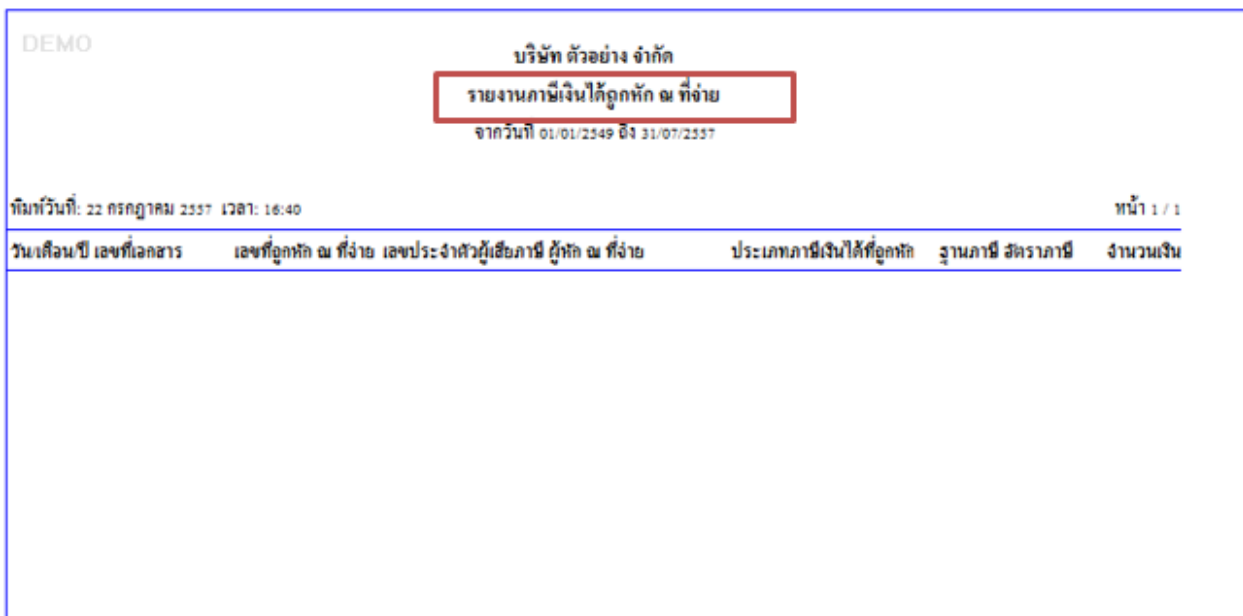 DEMO
บริษัท ตัวอย่าง จำกัด
รายงานภาษีเงินได้ถูกหัก ณ ที่จ่าย
จากวันที่ 01/01/2549 ถึง 31/07/2557
พิมพ์วันที่: 22 กรกฎาคม 2557 เวลา: 16:40 หน้า 1 / 1
วัน/เดือน/ปี เลขที่เอกสาร เลขที่ถูกหัก ณ ที่จ่าย เลขประจำตัวผู้เสียภาษี ผู้หัก ณ ที่จ่าย ประเภทภาษีเงินได้ที่ถูกหัก ฐานภาษี อัตราภาษี จำนวนเงิน